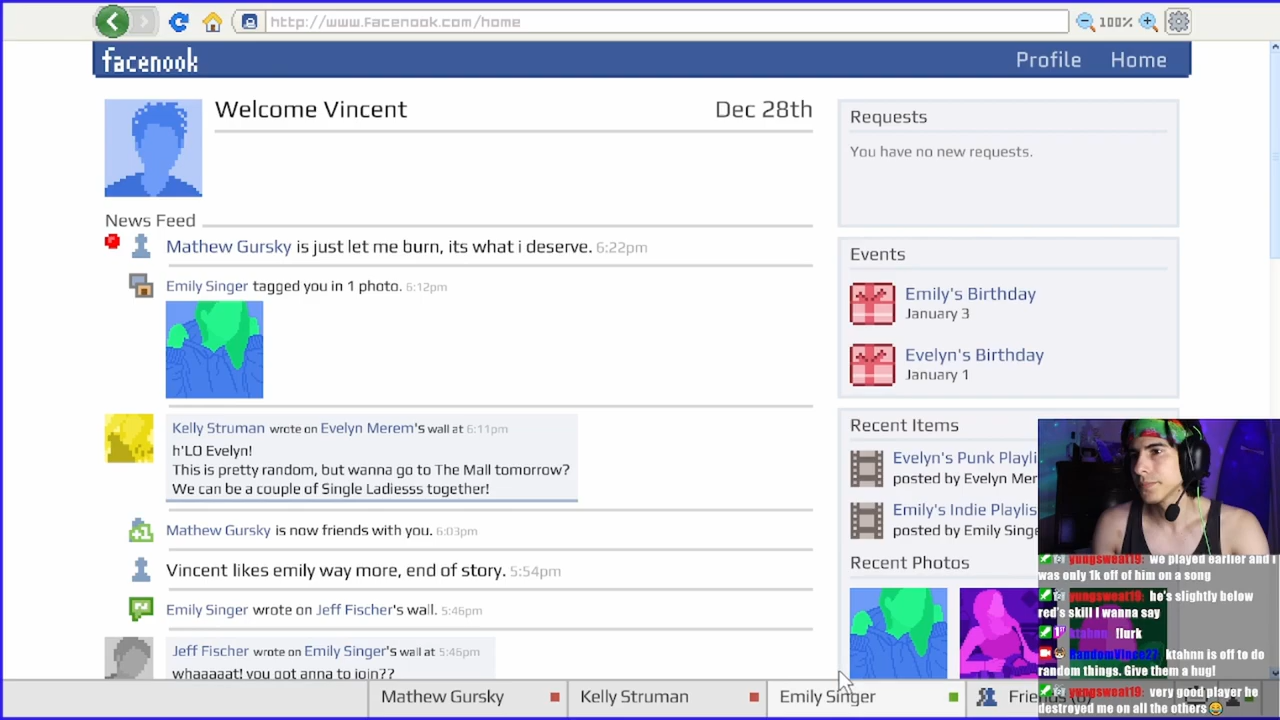 http://www.facenook.com/home
100%
facenook
Profile
Home
Welcome Vincent
Dec 28th
News Feed
Mathew Gursky is just let me burn, its what i deserve. 6:22pm
Emily Singer tagged you in 1 photo. 6:12pm
Kelly Struman wrote on Evelyn Merem's wall at 6:11pm
h'LO Evelyn!
This is pretty random, but wanna go to The Mall tomorrow?
We can be a couple of Single Ladiesss together!
+1
Mathew Gursky is now friends with you. 6:03pm
Vincent likes emily way more, end of story. 5:54pm
Emily Singer wrote on Jeff Fischer's wall. 5:46pm
Jeff Fischer wrote on Emily Singer's wall at 5:46pm
whaaaat! you got anna to join??
Requests
You have no new requests.
Events
Emily's Birthday
January 3
Evelyn's Birthday
January 1
Recent Items
Evelyn's Punk Playli
posted by Evelyn Mer
Emily's Indie Playlis
posted by Emily Singe
Recent Photos
yungsweat19: we played earlier and i
was only 1k off of him on a song
yungsweat19: he's slightly below
red's skill I wanna say
ktahnn: !lurk
RandomVince27: ktahnn is off to do
random things. Give them a hug!
yungsweat19: very good player he
destroyed me on all the others
Mathew Gursky
Kelly Struman
Emily Singer